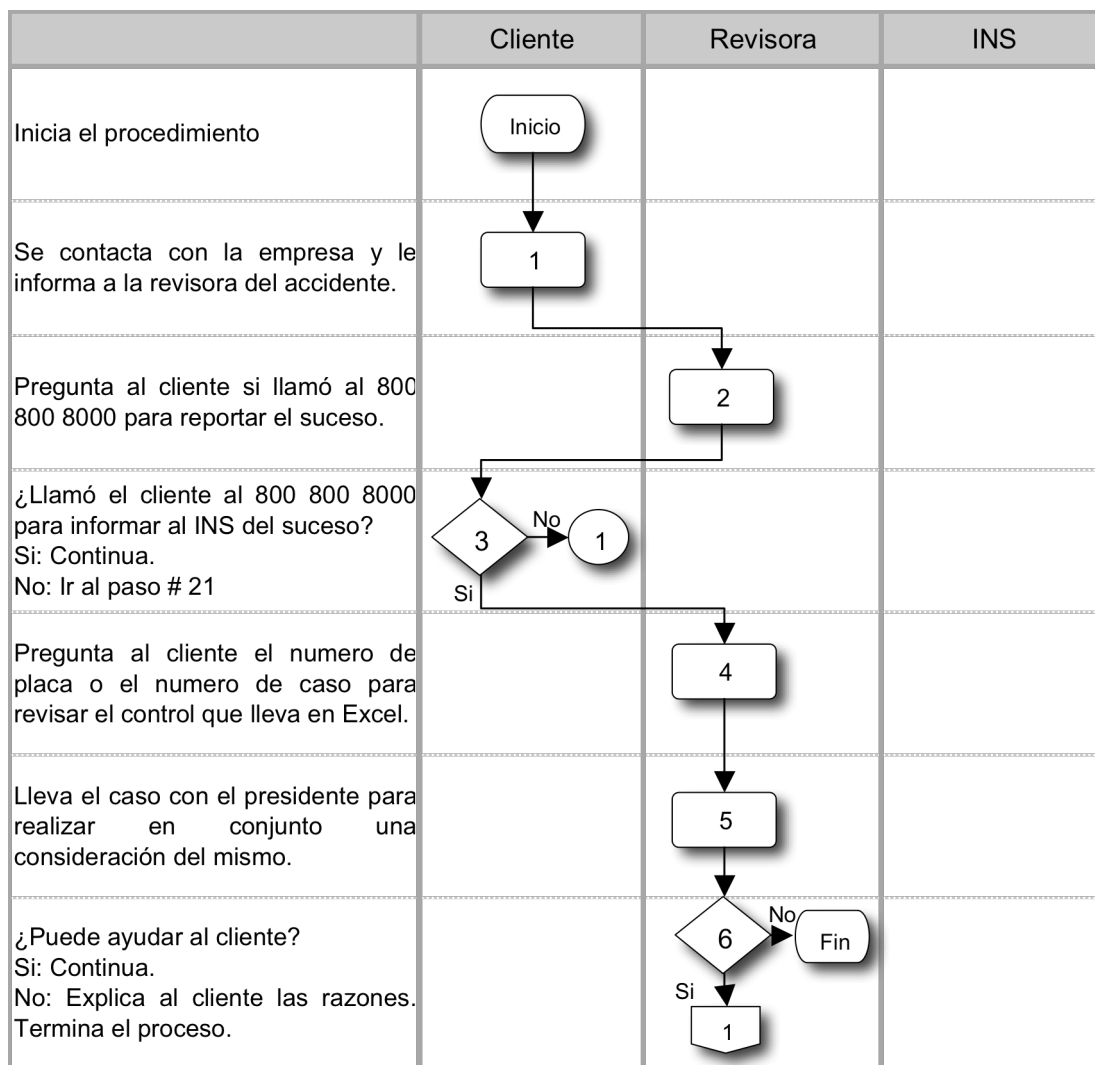 Cliente Revisora INS
Inicia el procedimiento
Inicio
Se contacta con la empresa y le
informa a la revisora del accidente.
1
Pregunta al cliente si llamó al 800
800 8000 para reportar el suceso.
2
¿Llamó el cliente al 800 800 8000
para informar al INS del suceso?
Si: Continua.
No: Ir al paso # 21
3
No
1
Si
Pregunta al cliente el numero de
placa o el numero de caso para
revisar el control que lleva en Excel.
4
Lleva el caso con el presidente para
realizar en conjunto una
consideración del mismo.
5
¿Puede ayudar al cliente?
Si: Continua.
No: Explica al cliente las razones.
Termina el proceso.
6
No
Fin
Si
1